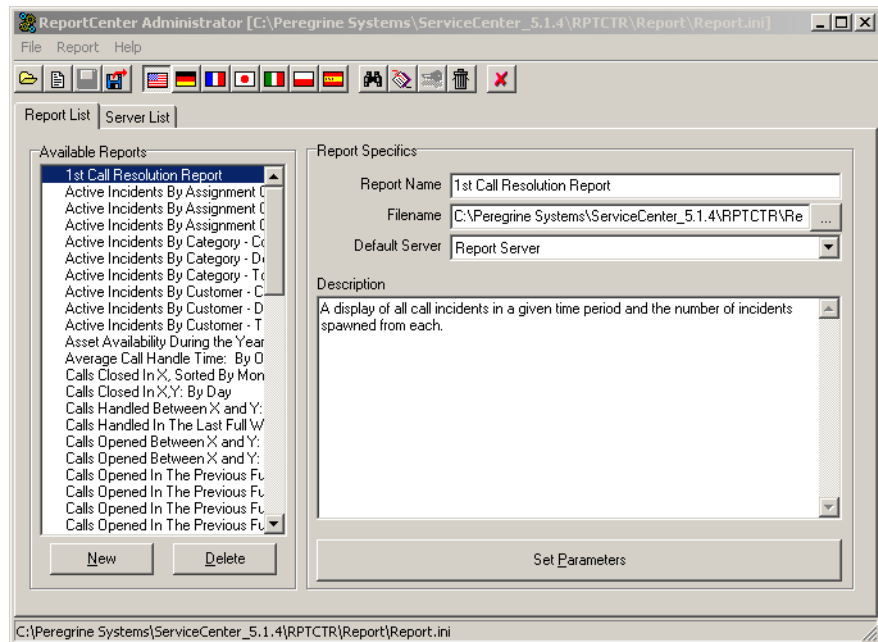 ReportCenter Administrator [C:\Peregrine Systems\ServiceCenter_5.1.4\RPTCTR\Report\Report.ini]
File Report Help
Report List Server List
Available Reports
1st Call Resolution Report
Active Incidents By Assignment
Active Incidents By Assignment
Active Incidents By Assignment
Active Incidents By Category - Co
Active Incidents By Category - De
Active Incidents By Category - To
Active Incidents By Customer - C
Active Incidents By Customer - D
Active Incidents By Customer - T
Asset Availability During the Year
Average Call Handle Time: By O
Calls Closed In X, Sorted By Mon
Calls Closed In X,Y: By Day
Calls Handled Between X and Y:
Calls Handled In The Last Full W
Calls Opened Between X and Y:
Calls Opened Between X and Y:
Calls Opened In The Previous Fu
Calls Opened In The Previous Fu
Calls Opened In The Previous Fu
Calls Opened In The Previous Fu
New Delete
Report Specifics
Report Name 1st Call Resolution Report
Filename C:\Peregrine Systems\ServiceCenter_5.1.4\RPTCTR\Re ...
Default Server Report Server
Description
A display of all call incidents in a given time period and the number of incidents
spawned from each.
Set Parameters
C:\Peregrine Systems\ServiceCenter_5.1.4\RPTCTR\Report\Report.ini